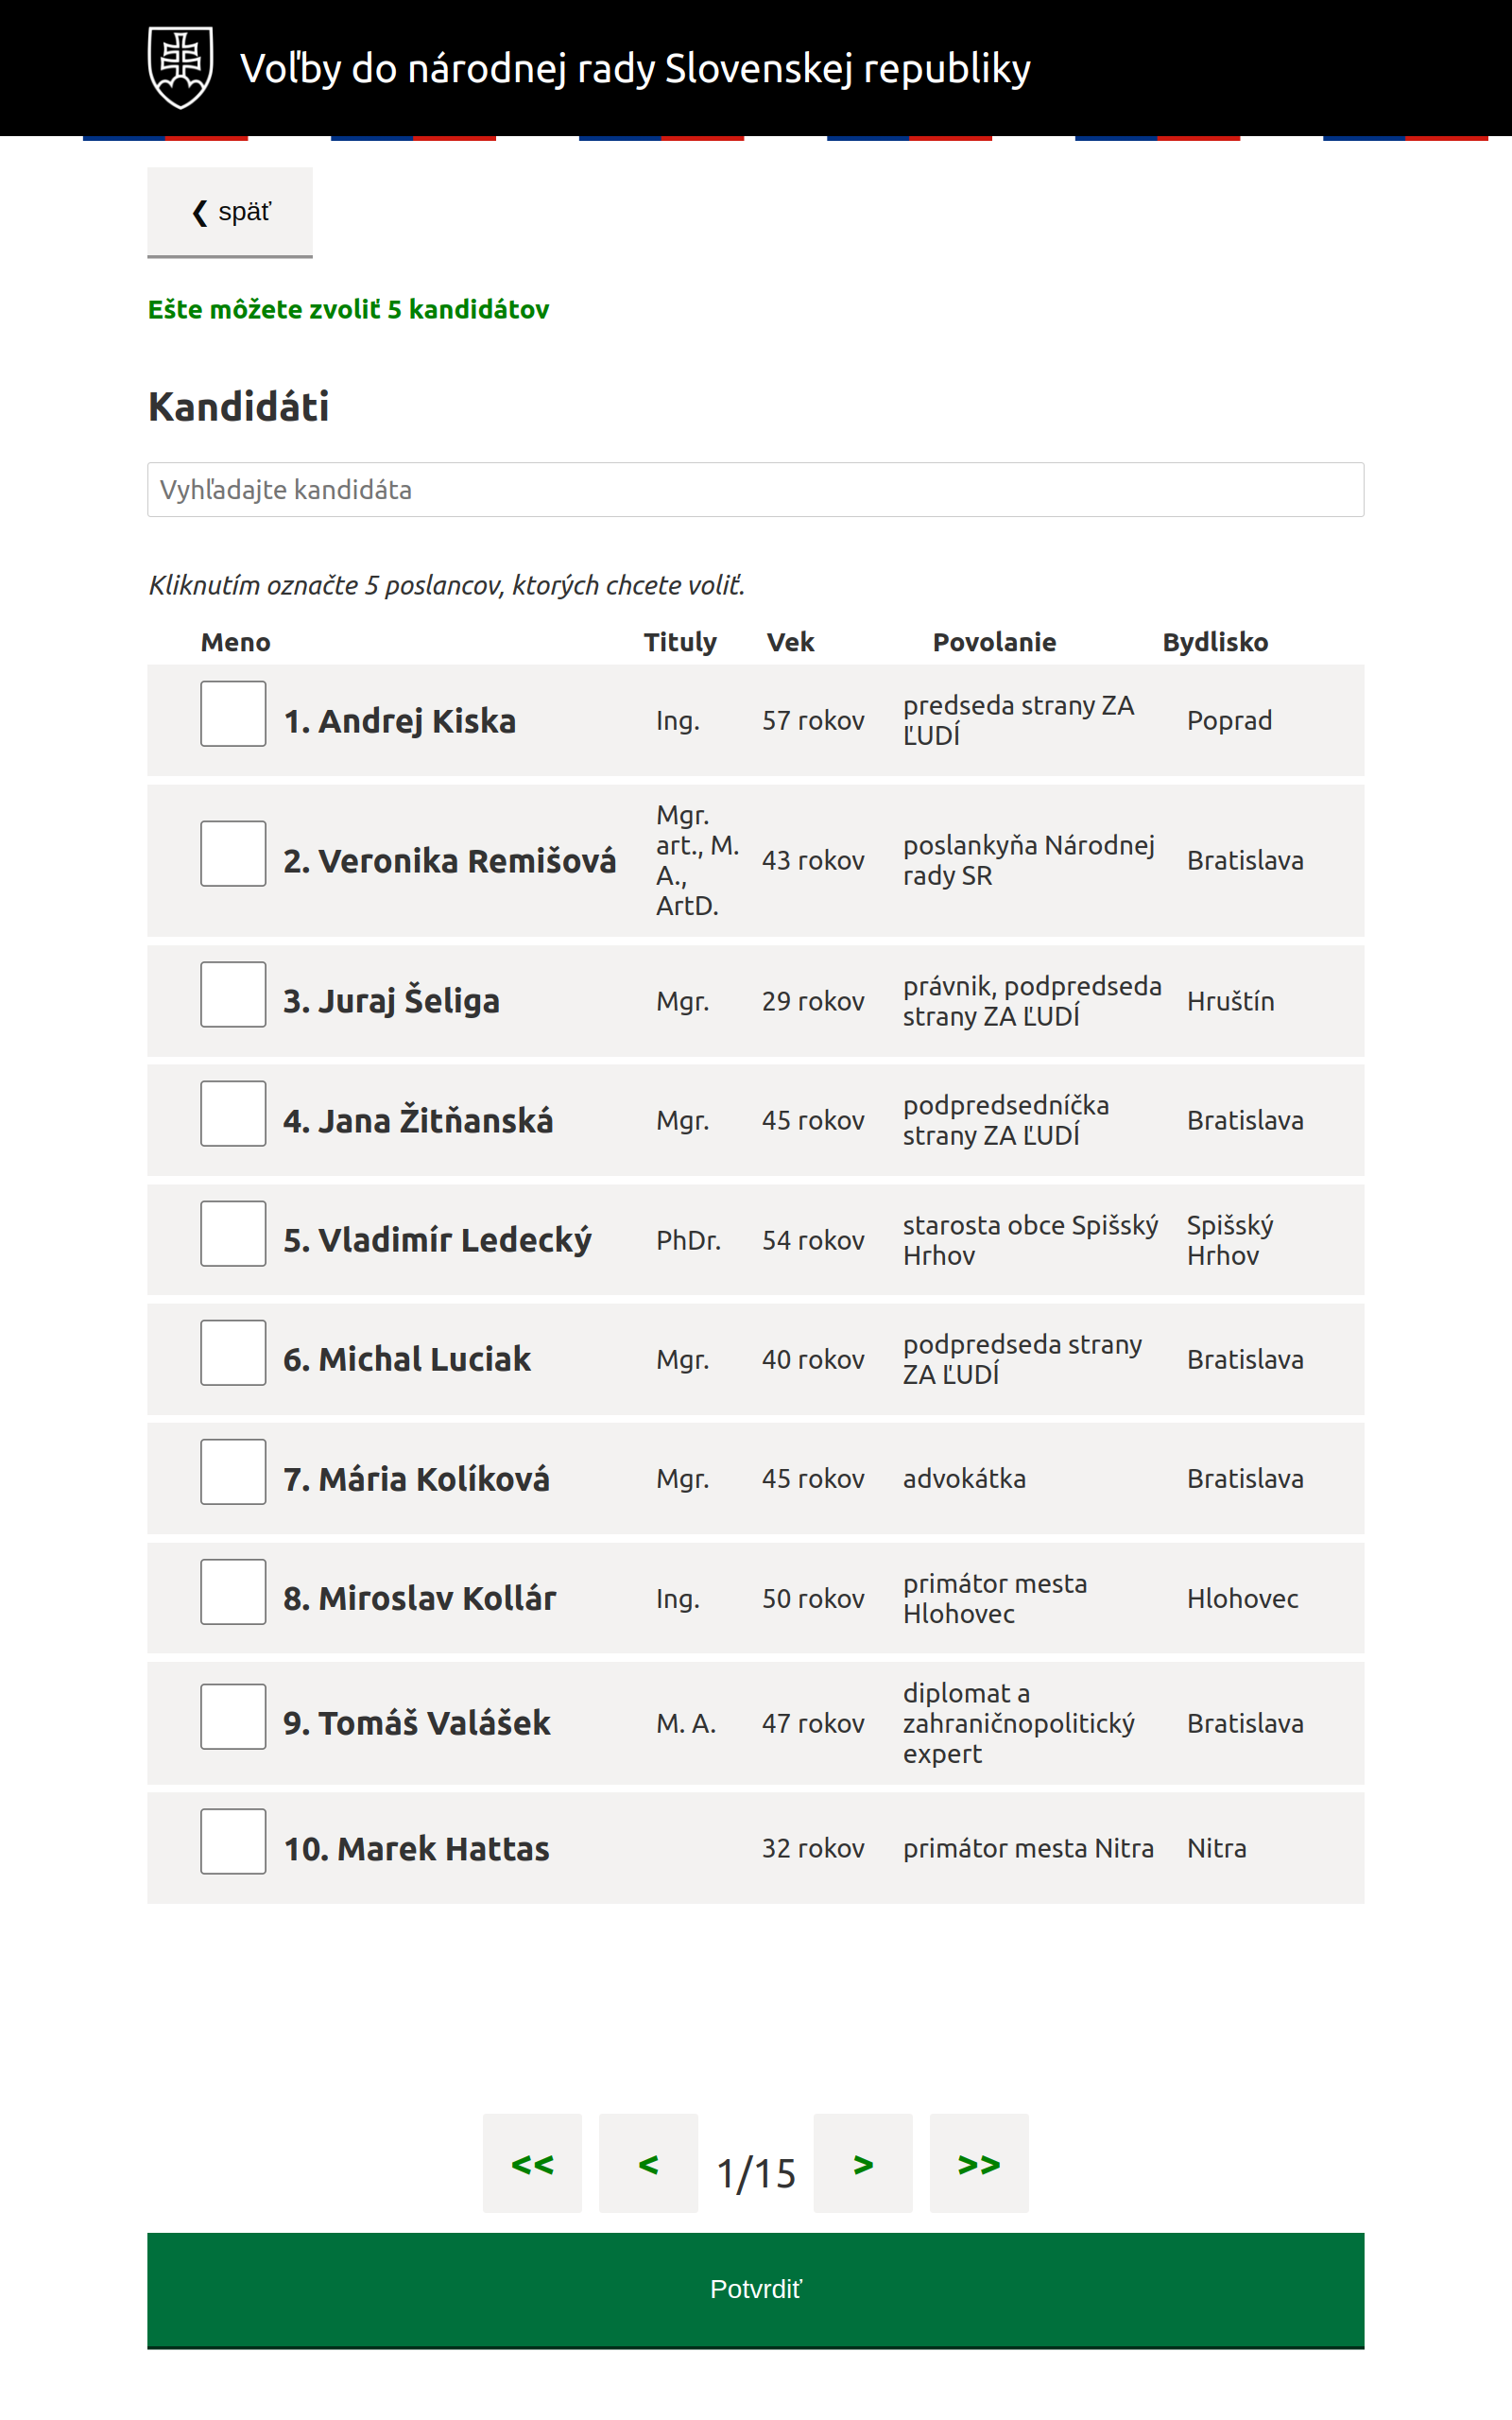 Voľby do národnej rady Slovenskej republiky
❮ späť
Ešte môžete zvoliť 5 kandidátov
Kandidáti
Vyhľadajte kandidáta
Kliknutím označte 5 poslancov, ktorých chcete voliť.
Meno Tituly Vek Povolanie Bydlisko
1. Andrej Kiska Ing. 57 rokov predseda strany ZA
ĽUDÍ Poprad
2. Veronika Remišová Mgr.
art., M.
A.,
ArtD. 43 rokov poslankyňa Národnej
rady SR Bratislava
3. Juraj Šeliga Mgr. 29 rokov právnik, podpredseda
strany ZA ĽUDÍ Hruštín
4. Jana Žitňanská Mgr. 45 rokov podpredsedníčka
strany ZA ĽUDÍ Bratislava
5. Vladimír Ledecký PhDr. 54 rokov starosta obce Spišský
Hrhov Spišský
Hrhov
6. Michal Luciak Mgr. 40 rokov podpredseda strany
ZA ĽUDÍ Bratislava
7. Mária Kolíková Mgr. 45 rokov advokátka Bratislava
8. Miroslav Kollár Ing. 50 rokov primátor mesta
Hlohovec Hlohovec
9. Tomáš Valášek M. A. 47 rokov diplomat a
zahraničnopolitický
expert Bratislava
10. Marek Hattas 32 rokov primátor mesta Nitra Nitra
<< < 1/15 > >>
Potvrdiť